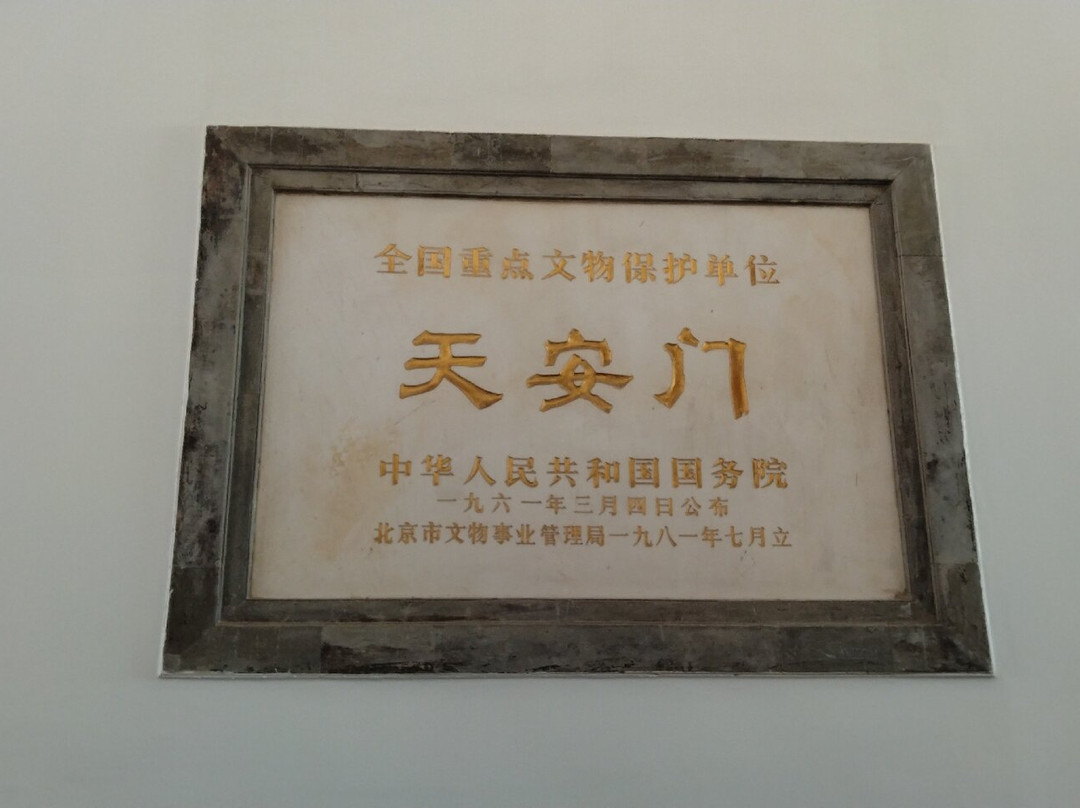 全国重点文物保护单位
天安门
中华人民共和国国务院
一九六一年三月四日公布
北京市文物事业管理局一九八一年七月立